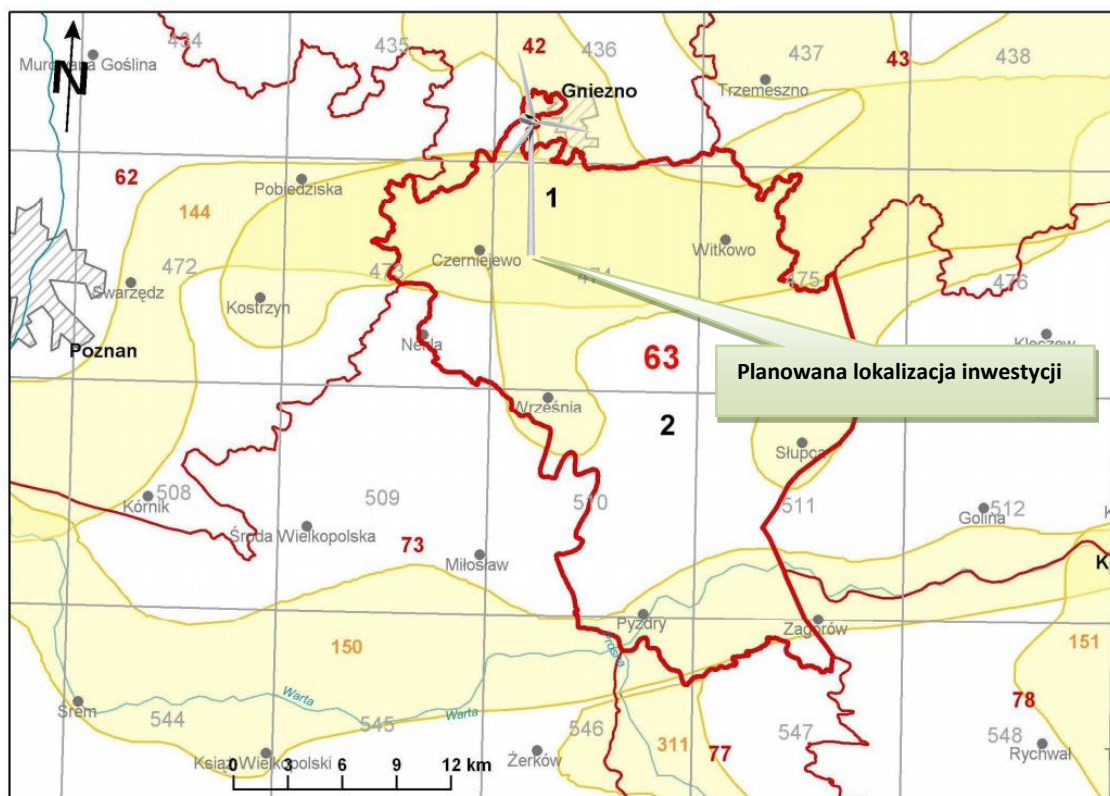 434
435
42
436
437
43
438
Murowana Goślina
N
Gniezno
Trzemeszno
62
Pobiedziska
1
144
Czerniejewo
Witkowo
472
473
474
475
476
Swarzędz
Kostrzyn
Poznan
Nekla
63
Kleczew
Planowana lokalizacja inwestycji
Września
2
Słupca
508
509
510
511
512
Kórnik
Golina
Środa Wielkopolska
73
Miłosław
Pyzdry
Zagórów
Prosna
150
151
Warta
Warta
Śrem
544
545
546
547
548
78
311
77
Rychwał
Książ Wielkopolski
Żerków
0 3 6 9 12 km